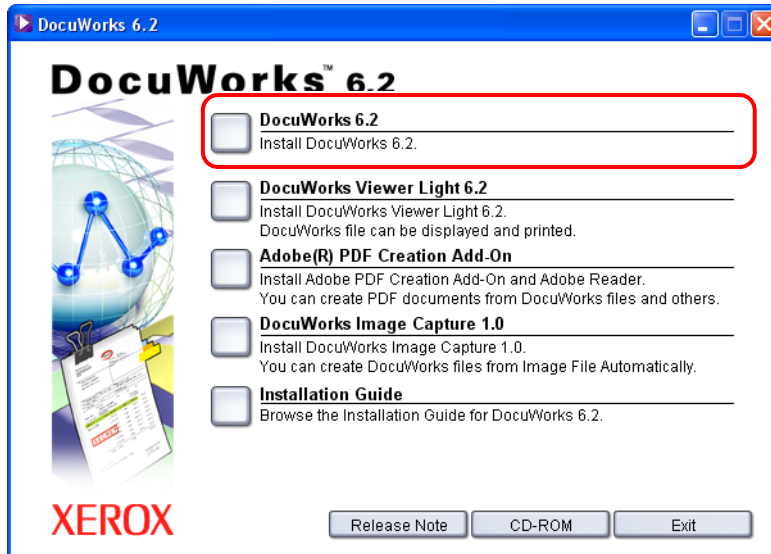 DocuWorks 6.2
DocuWorks™ 6.2
DocuWorks 6.2
Install DocuWorks 6.2.
DocuWorks Viewer Light 6.2
Install DocuWorks Viewer Light 6.2.
DocuWorks file can be displayed and printed.
Adobe(R) PDF Creation Add-On
Install Adobe PDF Creation Add-On and Adobe Reader.
You can create PDF documents from DocuWorks files and others.
DocuWorks Image Capture 1.0
Install DocuWorks Image Capture 1.0.
You can create DocuWorks files from Image File Automatically.
Installation Guide
Browse the Installation Guide for DocuWorks 6.2.
XEROX
Release Note
CD-ROM
Exit